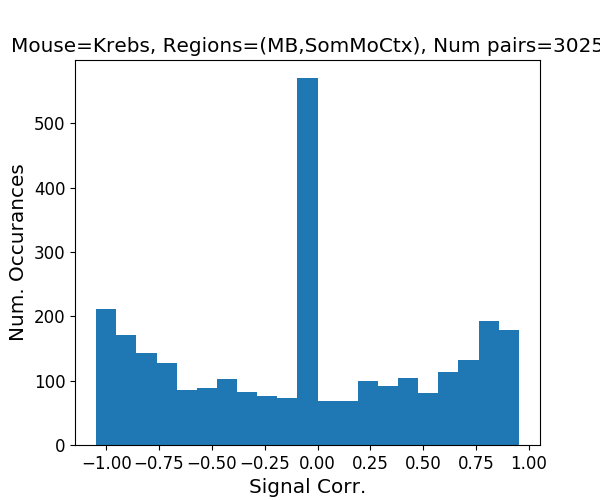 Mouse=Krebs, Regions=(MB,SomMoCtx), Num pairs=3025
Num. Occurances
500
400
300
200
100
0
−1.00 −0.75 −0.50 −0.25 0.00 0.25 0.50 0.75 1.00
Signal Corr.